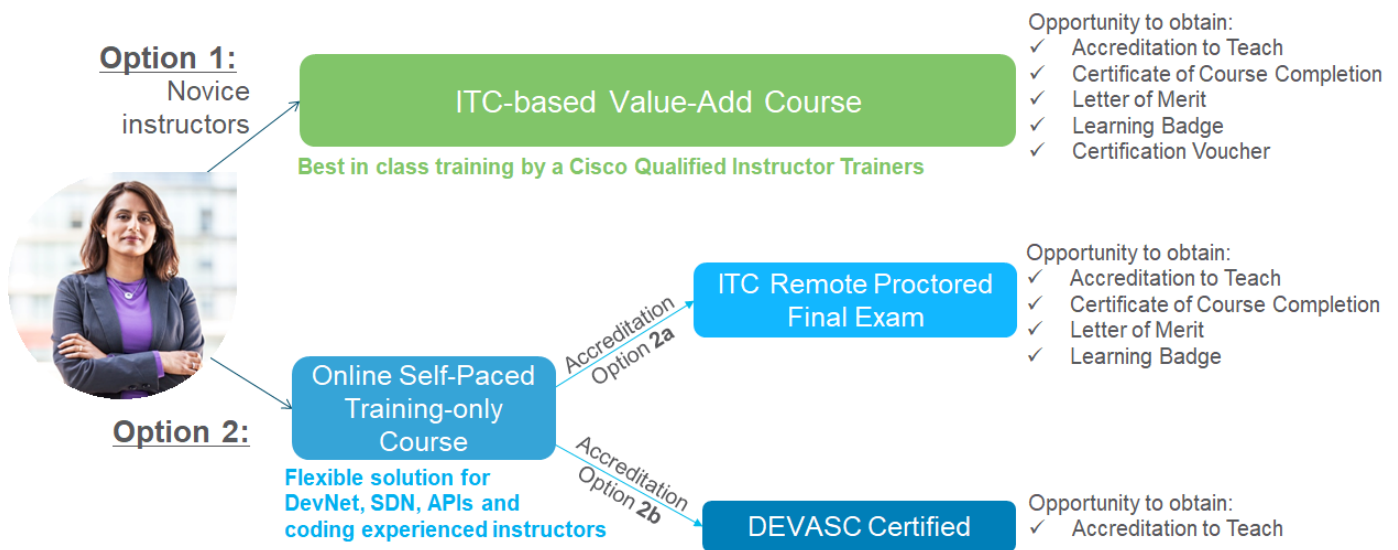 Option 1:
Novice
instructors
ITC-based Value-Add Course
Best in class training by a Cisco Qualified Instructor Trainers
Opportunity to obtain:
✓ Accreditation to Teach
✓ Certificate of Course Completion
✓ Letter of Merit
✓ Learning Badge
✓ Certification Voucher
Option 2:
Online Self-Paced
Training-only
Course
Flexible solution for
DevNet, SDN, APIs and
coding experienced instructors
Accreditation
Option 2a
ITC Remote Proctored
Final Exam
Opportunity to obtain:
✓ Accreditation to Teach
✓ Certificate of Course Completion
✓ Letter of Merit
✓ Learning Badge
Accreditation
Option 2b
DEVASC Certified
Opportunity to obtain:
✓ Accreditation to Teach